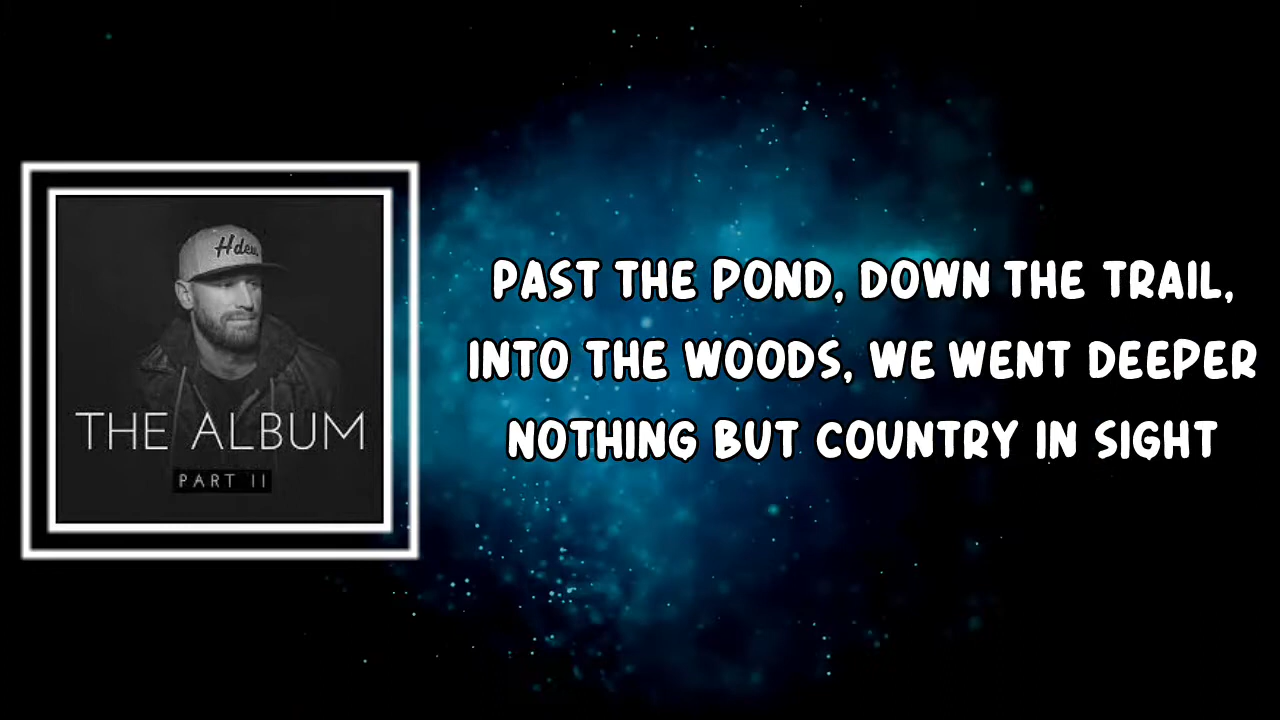 Hdew
THE ALBUM
PART II
PAST THE POND, DOWN THE TRAIL,
INTO THE WOODS, WE WENT DEEPER
NOTHING BUT COUNTRY IN SIGHT